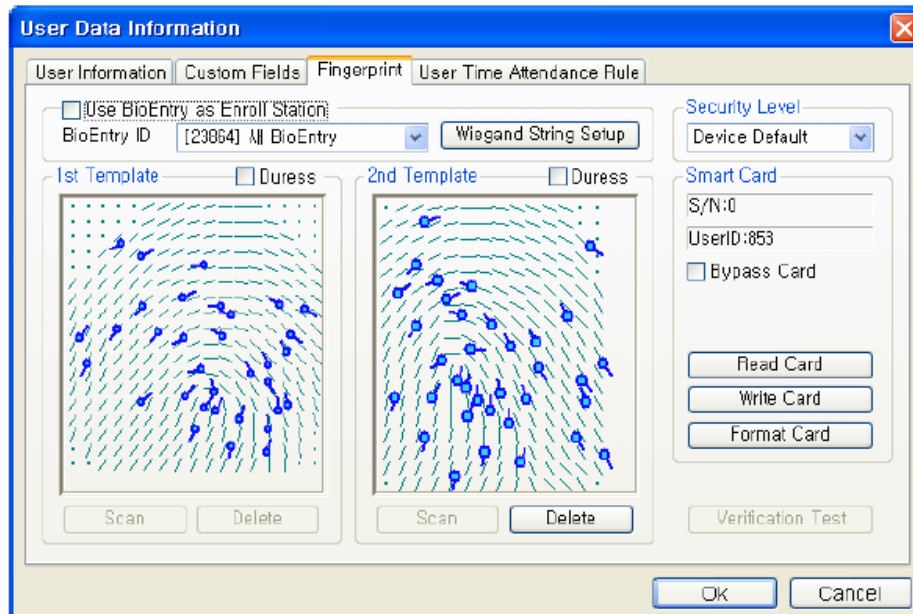 User Data Information
User Information Custom Fields Fingerprint User Time Attendance Rule
Use BioEntry as Enroll Station
BioEntry ID [23864] All BioEntry Wiegand String Setup
Security Level
Device Default
1st Template Duress
2nd Template Duress
Smart Card
S/N:0
UserID:853
Bypass Card
Read Card
Write Card
Format Card
Scan Delete
Scan Delete
Verification Test
Ok Cancel